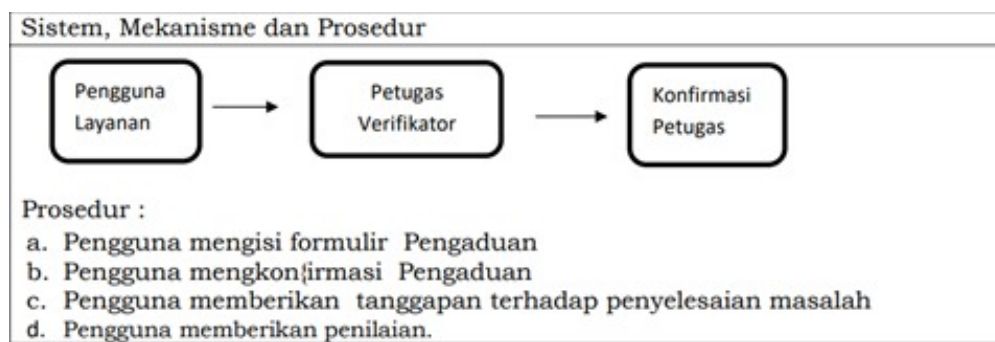 Sistem, Mekanisme dan Prosedur
Pengguna
Layanan
Petugas
Verifikator
Konfirmasi
Petugas
Prosedur :
a. Pengguna mengisi formulir Pengaduan
b. Pengguna mengkonfirmasi Pengaduan
c. Pengguna memberikan tanggapan terhadap penyelesaian masalah
d. Pengguna memberikan penilaian.